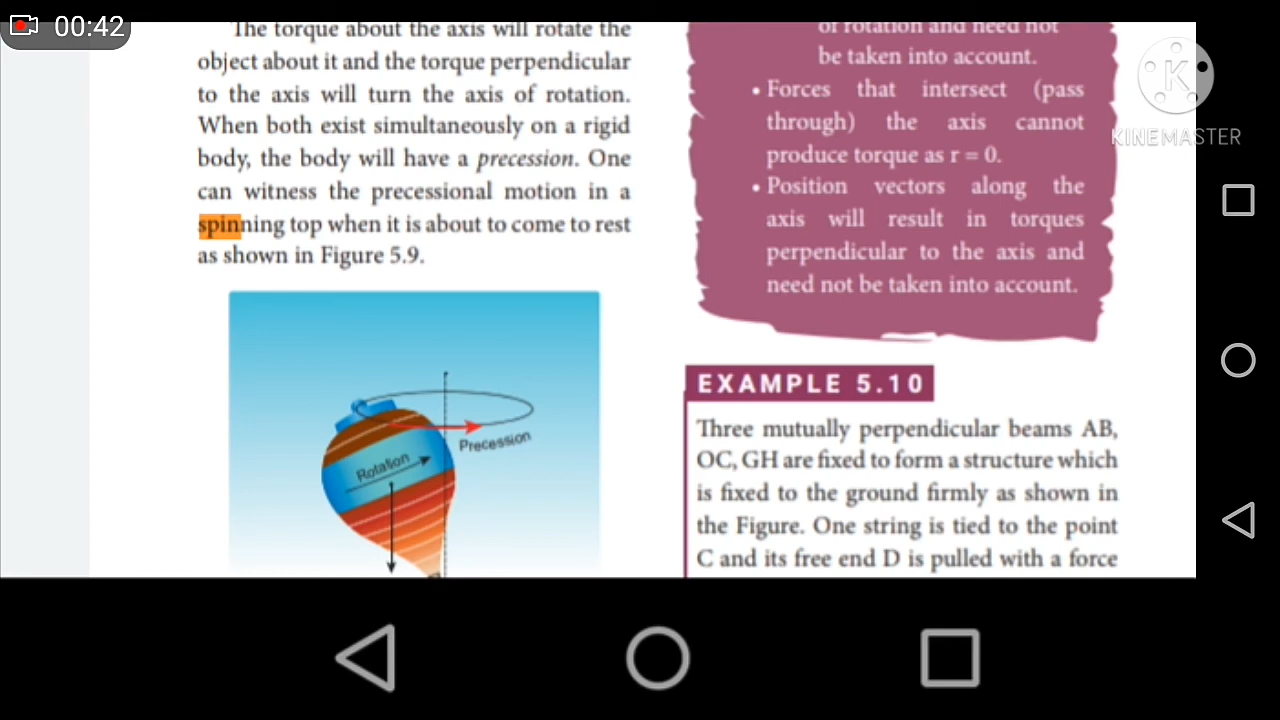 00:42
The torque about the axis will rotate the
object about it and the torque perpendicular
to the axis will turn the axis of rotation.
When both exist simultaneously on a rigid
body, the body will have a precession. One
can witness the precessional motion in a
spinning top when it is about to come to rest
as shown in Figure 5.9.
Precession
Rotation
of rotation and need not
be taken into account.
• Forces that intersect (pass
through) the axis cannot
produce torque as r = 0.
• Position vectors along the
axis will result in torques
perpendicular to the axis and
need not be taken into account.
EXAMPLE 5.10
Three mutually perpendicular beams AB,
OC, GH are fixed to form a structure which
is fixed to the ground firmly as shown in
the Figure. One string is tied to the point
C and its free end D is pulled with a force
K
KINEMASTER